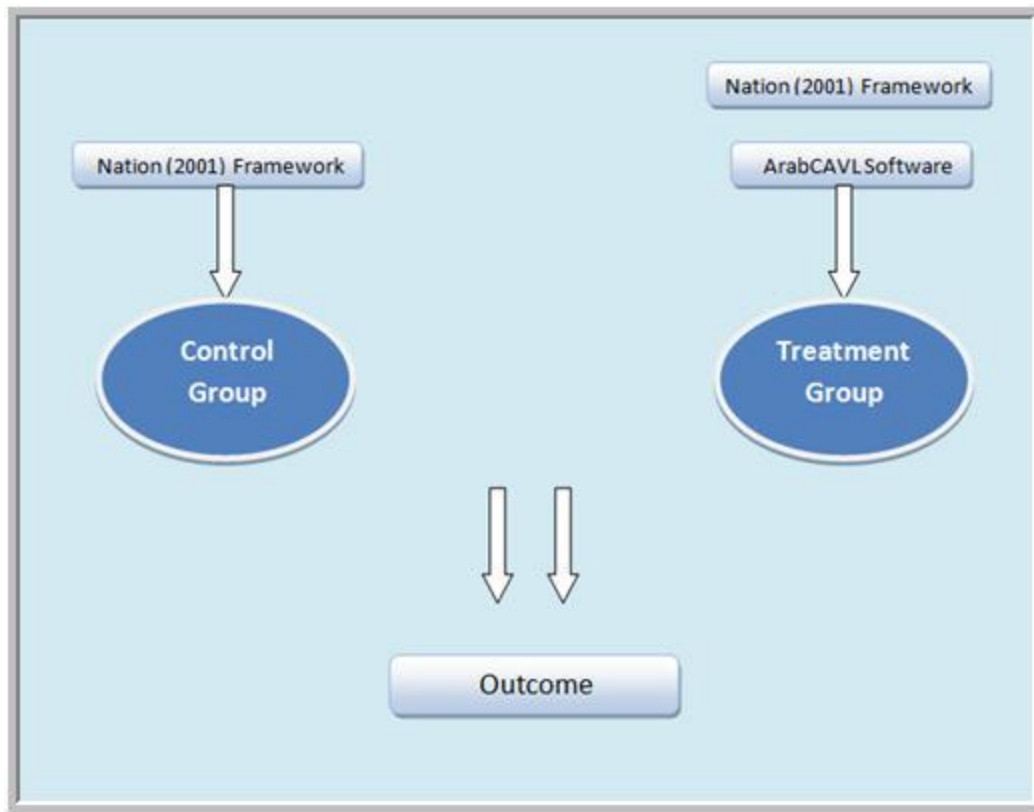 Nation (2001) Framework
Nation (2001) Framework
ArabCAVL Software
Control
Group
Treatment
Group
Outcome